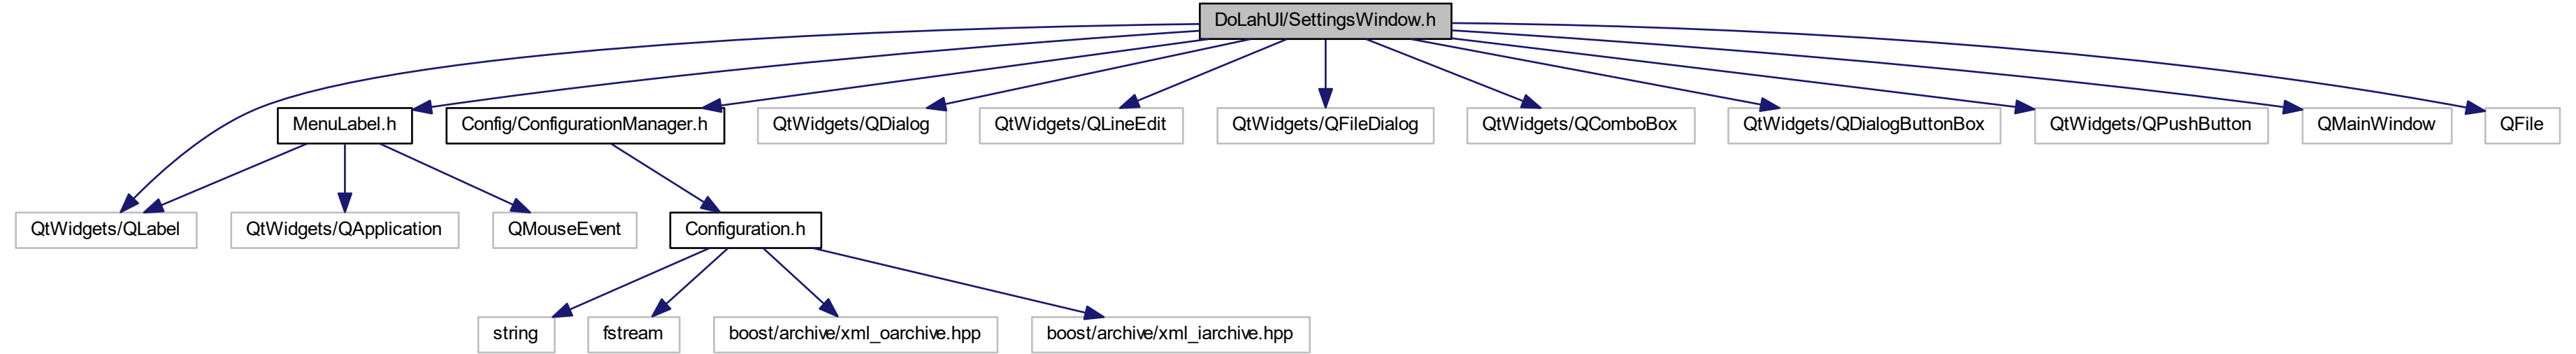 DoLahUI/SettingsWindow.h
MenuLabel.h
Config/ConfigurationManager.h
QtWidgets/QDialog
QtWidgets/QLineEdit
QtWidgets/QFileDialog
QtWidgets/QComboBox
QtWidgets/QDialogButtonBox
QtWidgets/QPushButton
QMainWindow
QFile
QtWidgets/QLabel
QtWidgets/QApplication
QMouseEvent
Configuration.h
string
fstream
boost/archive/xml_oarchive.hpp
boost/archive/xml_iarchive.hpp